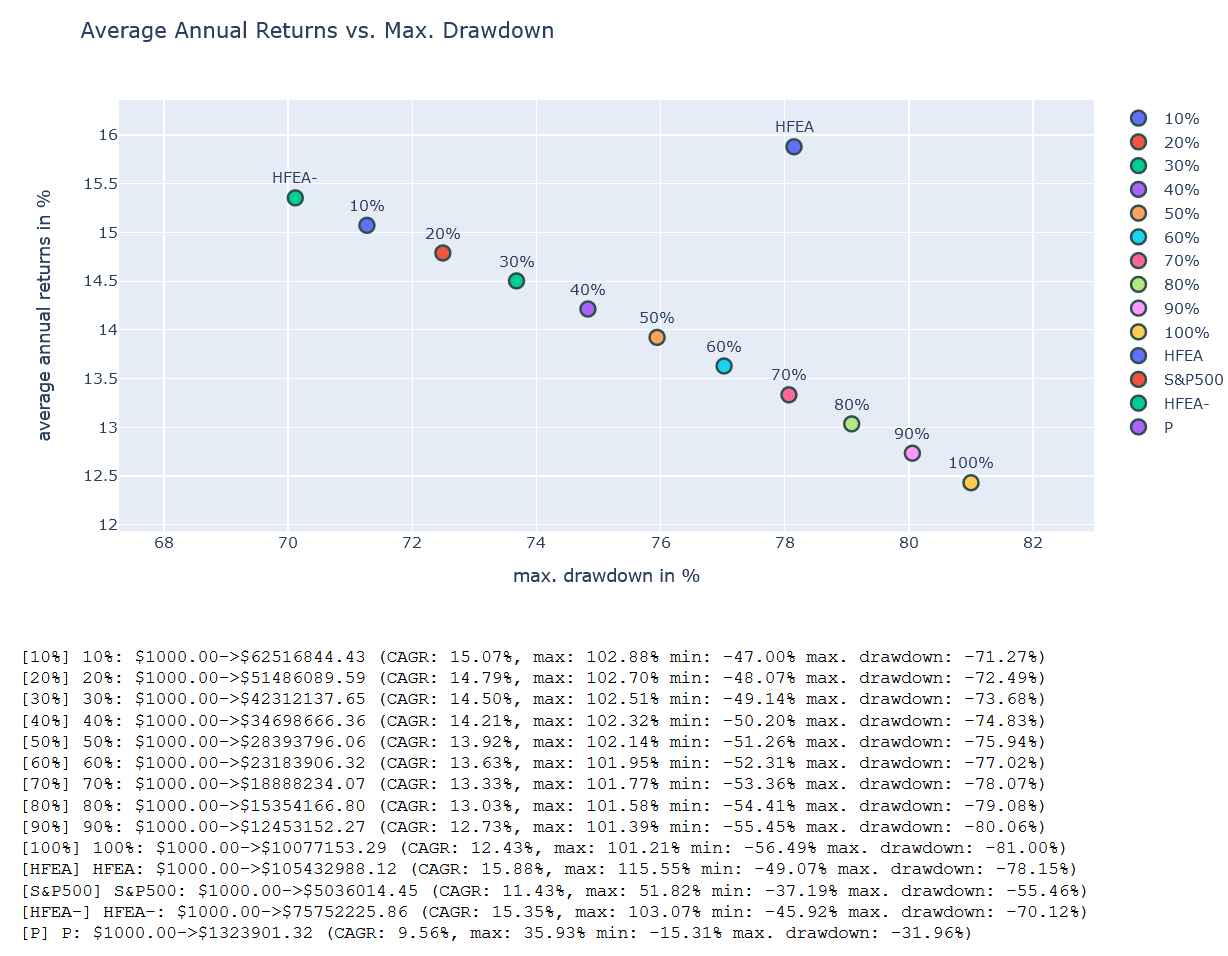 Average Annual Returns vs. Max. Drawdown
16
15.5
15
14.5
14
13.5
13
12.5
12
average annual returns in %
HFEA
HFEA-
10%
20%
30%
40%
50%
60%
70%
80%
90%
100%
68
70
72
74
76
78
80
82
max. drawdown in %
10%
20%
30%
40%
50%
60%
70%
80%
90%
100%
HFEA
S&P500
HFEA-
P
[10%] 10%: $1000.00->$62516844.43 (CAGR: 15.07%, max: 102.88% min: -47.00% max. drawdown: -71.27%)
[20%] 20%: $1000.00->$51486089.59 (CAGR: 14.79%, max: 102.70% min: -48.07% max. drawdown: -72.49%)
[30%] 30%: $1000.00->$42312137.65 (CAGR: 14.50%, max: 102.51% min: -49.14% max. drawdown: -73.68%)
[40%] 40%: $1000.00->$34698666.36 (CAGR: 14.21%, max: 102.32% min: -50.20% max. drawdown: -74.83%)
[50%] 50%: $1000.00->$28393796.06 (CAGR: 13.92%, max: 102.14% min: -51.26% max. drawdown: -75.94%)
[60%] 60%: $1000.00->$23183906.32 (CAGR: 13.63%, max: 101.95% min: -52.31% max. drawdown: -77.02%)
[70%] 70%: $1000.00->$18888234.07 (CAGR: 13.33%, max: 101.77% min: -53.36% max. drawdown: -78.07%)
[80%] 80%: $1000.00->$15354166.80 (CAGR: 13.03%, max: 101.58% min: -54.41% max. drawdown: -79.08%)
[90%] 90%: $1000.00->$12453152.27 (CAGR: 12.73%, max: 101.39% min: -55.45% max. drawdown: -80.06%)
[100%] 100%: $1000.00->$10077153.29 (CAGR: 12.43%, max: 101.21% min: -56.49% max. drawdown: -81.00%)
[HFEA] HFEA: $1000.00->$105432988.12 (CAGR: 15.88%, max: 115.55% min: -49.07% max. drawdown: -78.15%)
[S&P500] S&P500: $1000.00->$5036014.45 (CAGR: 11.43%, max: 51.82% min: -37.19% max. drawdown: -55.46%)
[HFEA-] HFEA-: $1000.00->$75752225.86 (CAGR: 15.35%, max: 103.07% min: -45.92% max. drawdown: -70.12%)
[P] P: $1000.00->$1323901.32 (CAGR: 9.56%, max: 35.93% min: -15.31% max. drawdown: -31.96%)